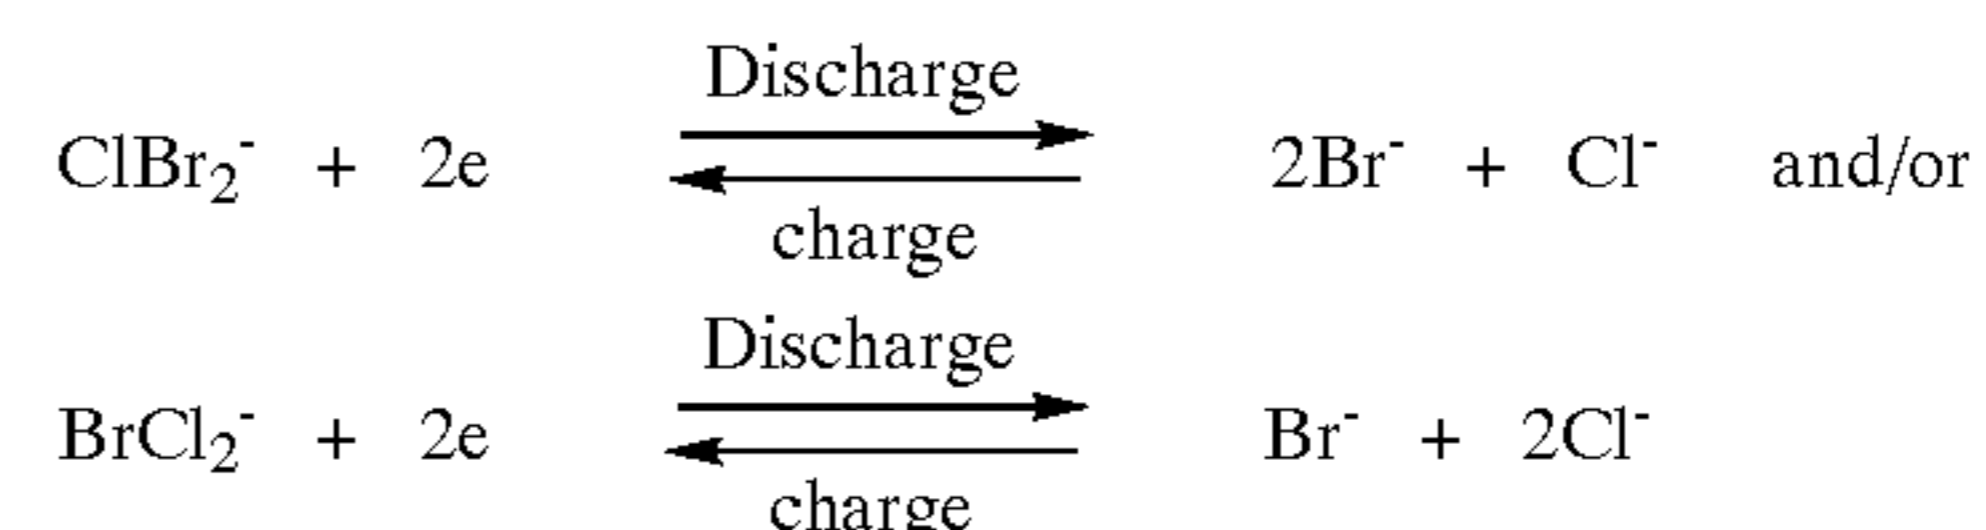 Discharge
ClBr₂⁻ + 2e 2Br⁻ + Cl⁻ and/or
charge
Discharge
BrCl₂⁻ + 2e Br⁻ + 2Cl⁻
charge